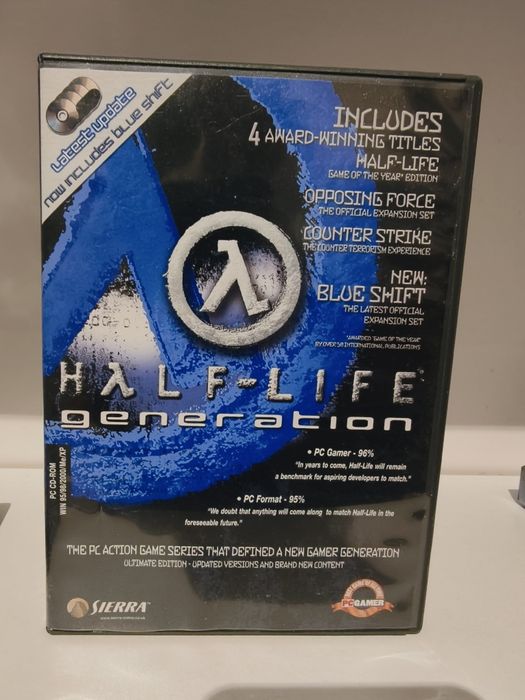 Latest update
now includes blue shift
INCLUDES
4 AWARD-WINNING TITLES
HALF-LIFE
GAME OF THE YEAR* EDITION
OPPOSING FORCE
THE OFFICIAL EXPANSION SET
COUNTER STRIKE
THE COUNTER TERRORISM EXPERIENCE
NEW:
BLUE SHIFT
THE LATEST OFFICIAL
EXPANSION SET
*AWARDED 'GAME OF THE YEAR'
BY OVER 50 INTERNATIONAL PUBLICATIONS
HλLF-LIFE
generation
• PC Gamer - 96%
"In years to come, Half-Life will remain
a benchmark for aspiring developers to match."
• PC Format - 95%
"We doubt that anything will come along to match Half-Life in the
foreseeable future."
PC CD-ROM
WIN 95/98/2000/Me/XP
THE PC ACTION GAME SERIES THAT DEFINED A NEW GAMER GENERATION
ULTIMATE EDITION - UPDATED VERSIONS AND BRAND NEW CONTENT
SIERRA™
www.sierra-online.co.uk
PC GAMER